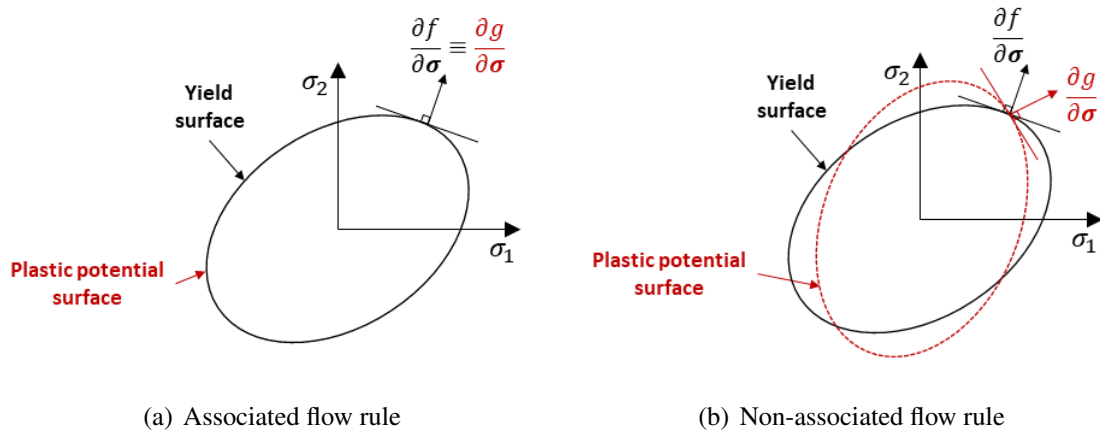 ∂f/∂σ ≡ ∂g/∂σ
σ₂
Yield
surface
σ₁
Plastic potential
surface
(a) Associated flow rule
∂f/∂σ
σ₂
∂g/∂σ
Yield
surface
σ₁
Plastic potential
surface
(b) Non-associated flow rule